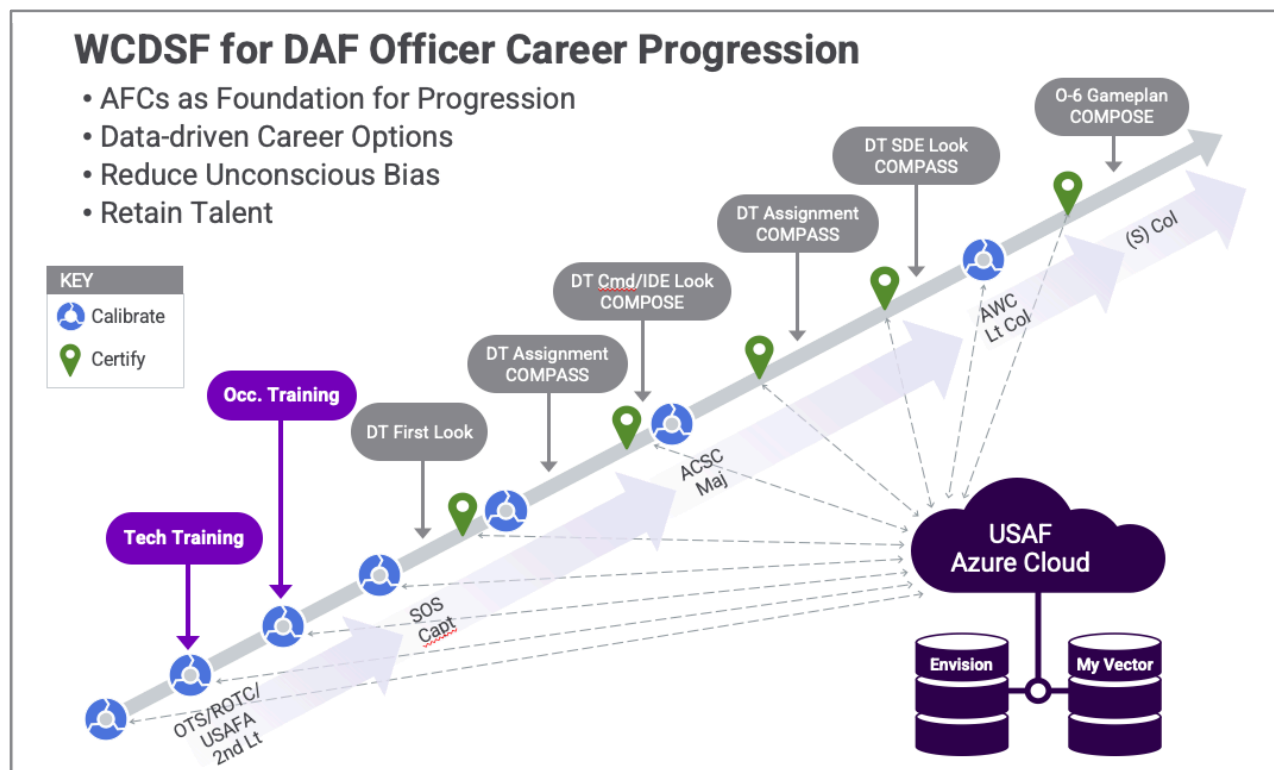 WCDSF for DAF Officer Career Progression
• AFCs as Foundation for Progression
• Data-driven Career Options
• Reduce Unconscious Bias
• Retain Talent
KEY
Calibrate
Certify
Tech Training
Occ. Training
DT First Look
DT Assignment
COMPASS
DT Cmd/IDE Look
COMPOSE
DT Assignment
COMPASS
DT SDE Look
COMPASS
O-6 Gameplan
COMPOSE
OTS/ROTC/
USAFA
2nd Lt
SOS
Capt
ACSC
Maj
AWC
Lt Col
(S) Col
USAF
Azure Cloud
Envision
My Vector